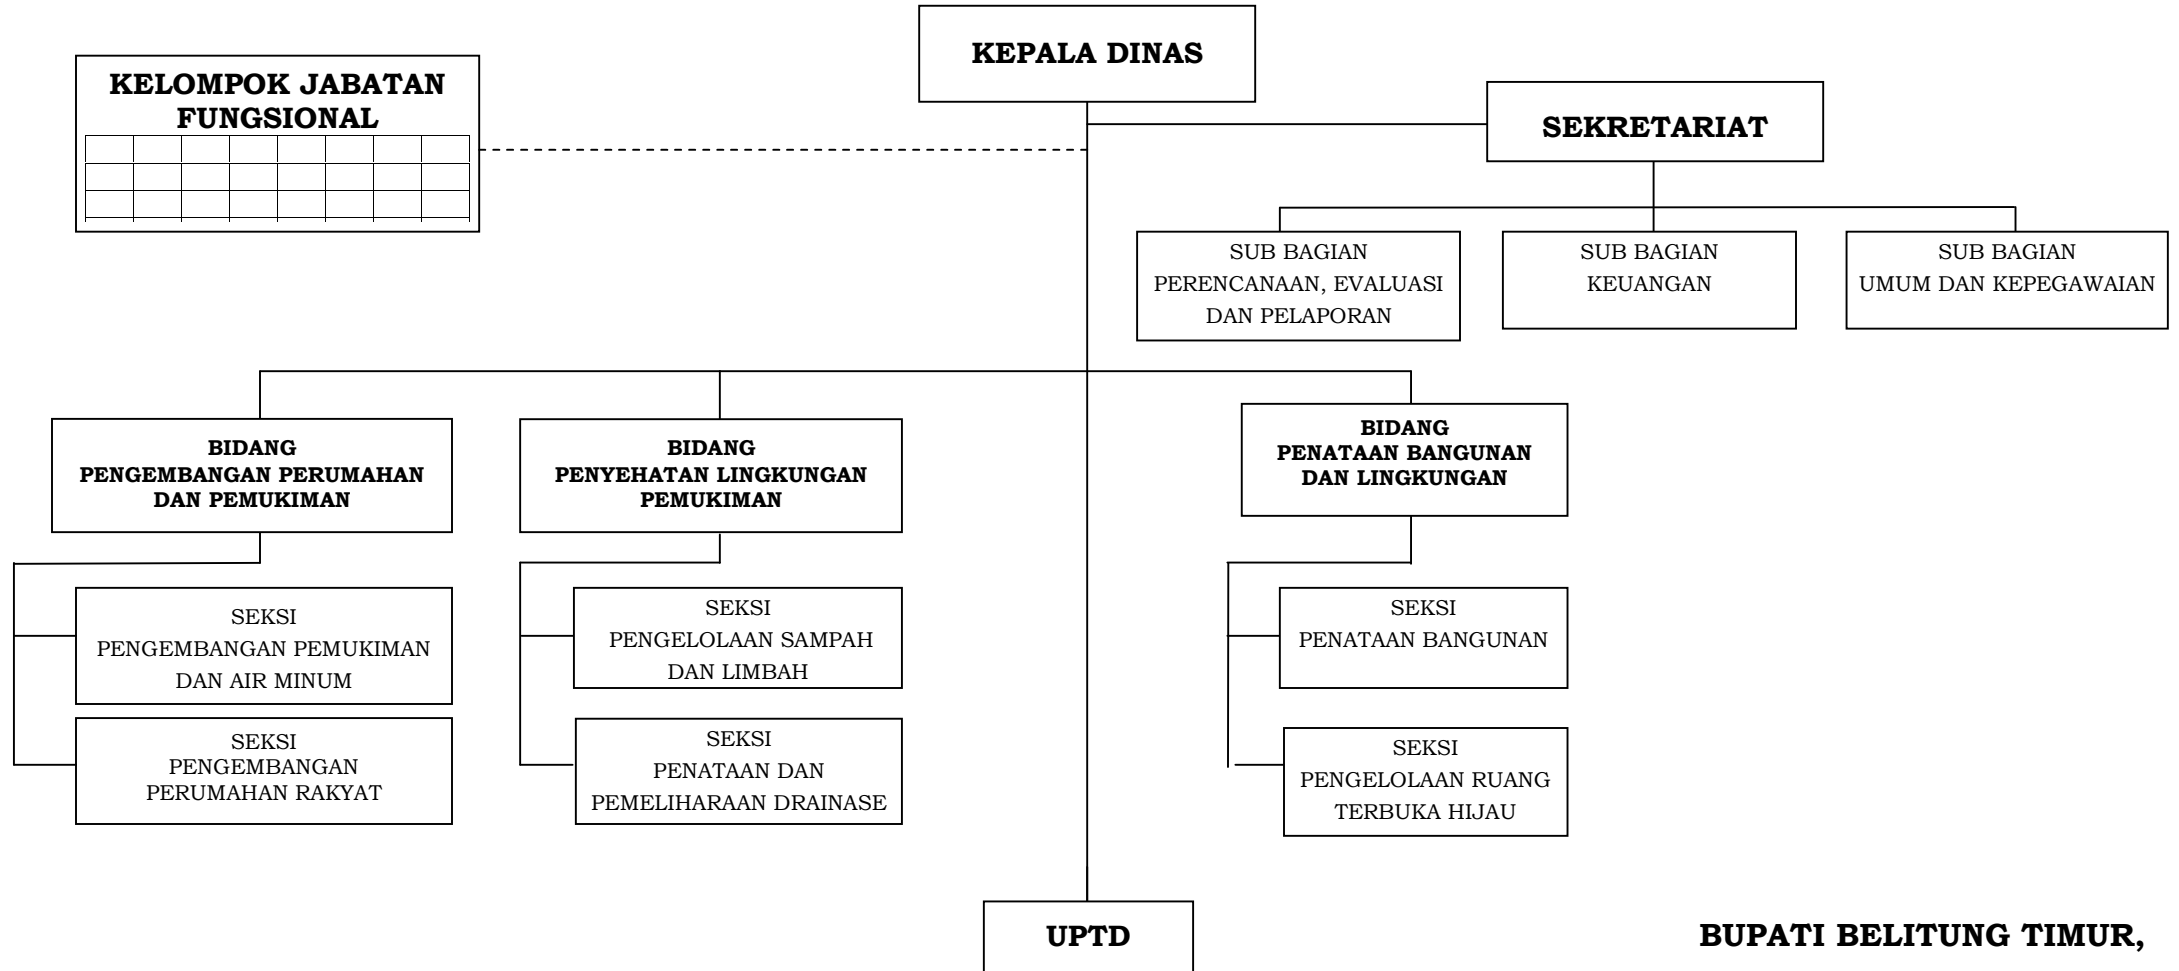 KEPALA DINAS
KELOMPOK JABATAN
FUNGSIONAL
SEKRETARIAT
SUB BAGIAN
PERENCANAAN, EVALUASI
DAN PELAPORAN
SUB BAGIAN
KEUANGAN
SUB BAGIAN
UMUM DAN KEPEGAWAIAN
BIDANG
PENGEMBANGAN PERUMAHAN
DAN PEMUKIMAN
BIDANG
PENYEHATAN LINGKUNGAN
PEMUKIMAN
BIDANG
PENATAAN BANGUNAN
DAN LINGKUNGAN
SEKSI
PENGEMBANGAN PEMUKIMAN
DAN AIR MINUM
SEKSI
PENGELOLAAN SAMPAH
DAN LIMBAH
SEKSI
PENATAAN BANGUNAN
SEKSI
PENGEMBANGAN
PERUMAHAN RAKYAT
SEKSI
PENATAAN DAN
PEMELIHARAAN DRAINASE
SEKSI
PENGELOLAAN RUANG
TERBUKA HIJAU
UPTD
BUPATI BELITUNG TIMUR,